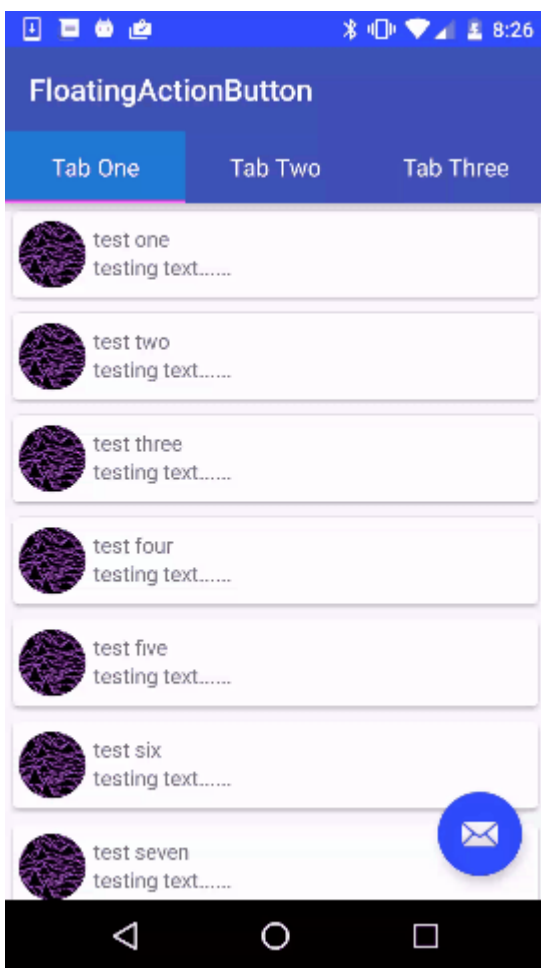 8:26
FloatingActionButton
Tab One Tab Two Tab Three
test one
testing text......
test two
testing text......
test three
testing text......
test four
testing text......
test five
testing text......
test six
testing text......
test seven
testing text......